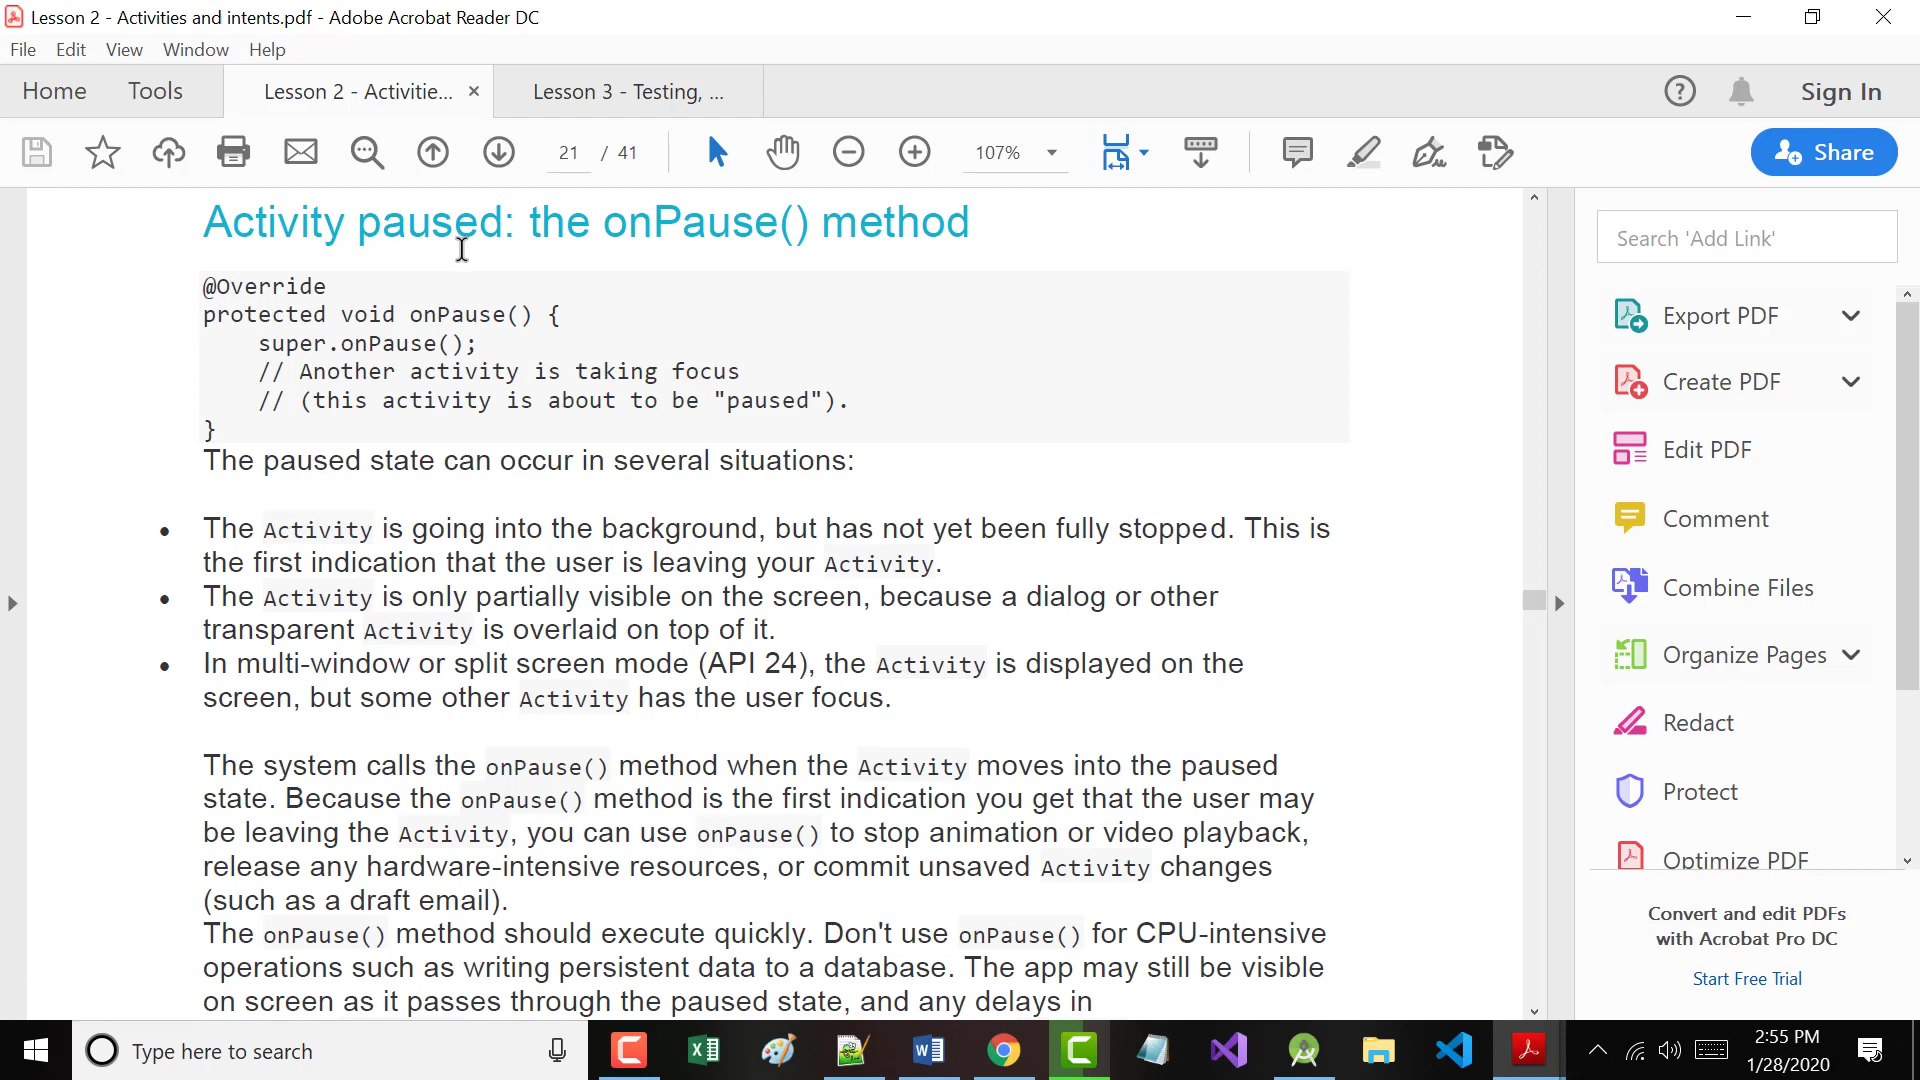 Lesson 2 - Activities and intents.pdf - Adobe Acrobat Reader DC
File Edit View Window Help
Home Tools Lesson 2 - Activitie... × Lesson 3 - Testing, ... Sign In
21 / 41 107% Share
Activity paused: the onPause() method
@Override
protected void onPause() {
super.onPause();
// Another activity is taking focus
// (this activity is about to be "paused").
}
The paused state can occur in several situations:
• The Activity is going into the background, but has not yet been fully stopped. This is
the first indication that the user is leaving your Activity.
• The Activity is only partially visible on the screen, because a dialog or other
transparent Activity is overlaid on top of it.
• In multi-window or split screen mode (API 24), the Activity is displayed on the
screen, but some other Activity has the user focus.
The system calls the onPause() method when the Activity moves into the paused
state. Because the onPause() method is the first indication you get that the user may
be leaving the Activity, you can use onPause() to stop animation or video playback,
release any hardware-intensive resources, or commit unsaved Activity changes
(such as a draft email).
The onPause() method should execute quickly. Don't use onPause() for CPU-intensive
operations such as writing persistent data to a database. The app may still be visible
on screen as it passes through the paused state, and any delays in
Search 'Add Link'
Export PDF
Create PDF
Edit PDF
Comment
Combine Files
Organize Pages
Redact
Protect
Optimize PDF
Convert and edit PDFs
with Acrobat Pro DC
Start Free Trial
Type here to search
2:55 PM
1/28/2020